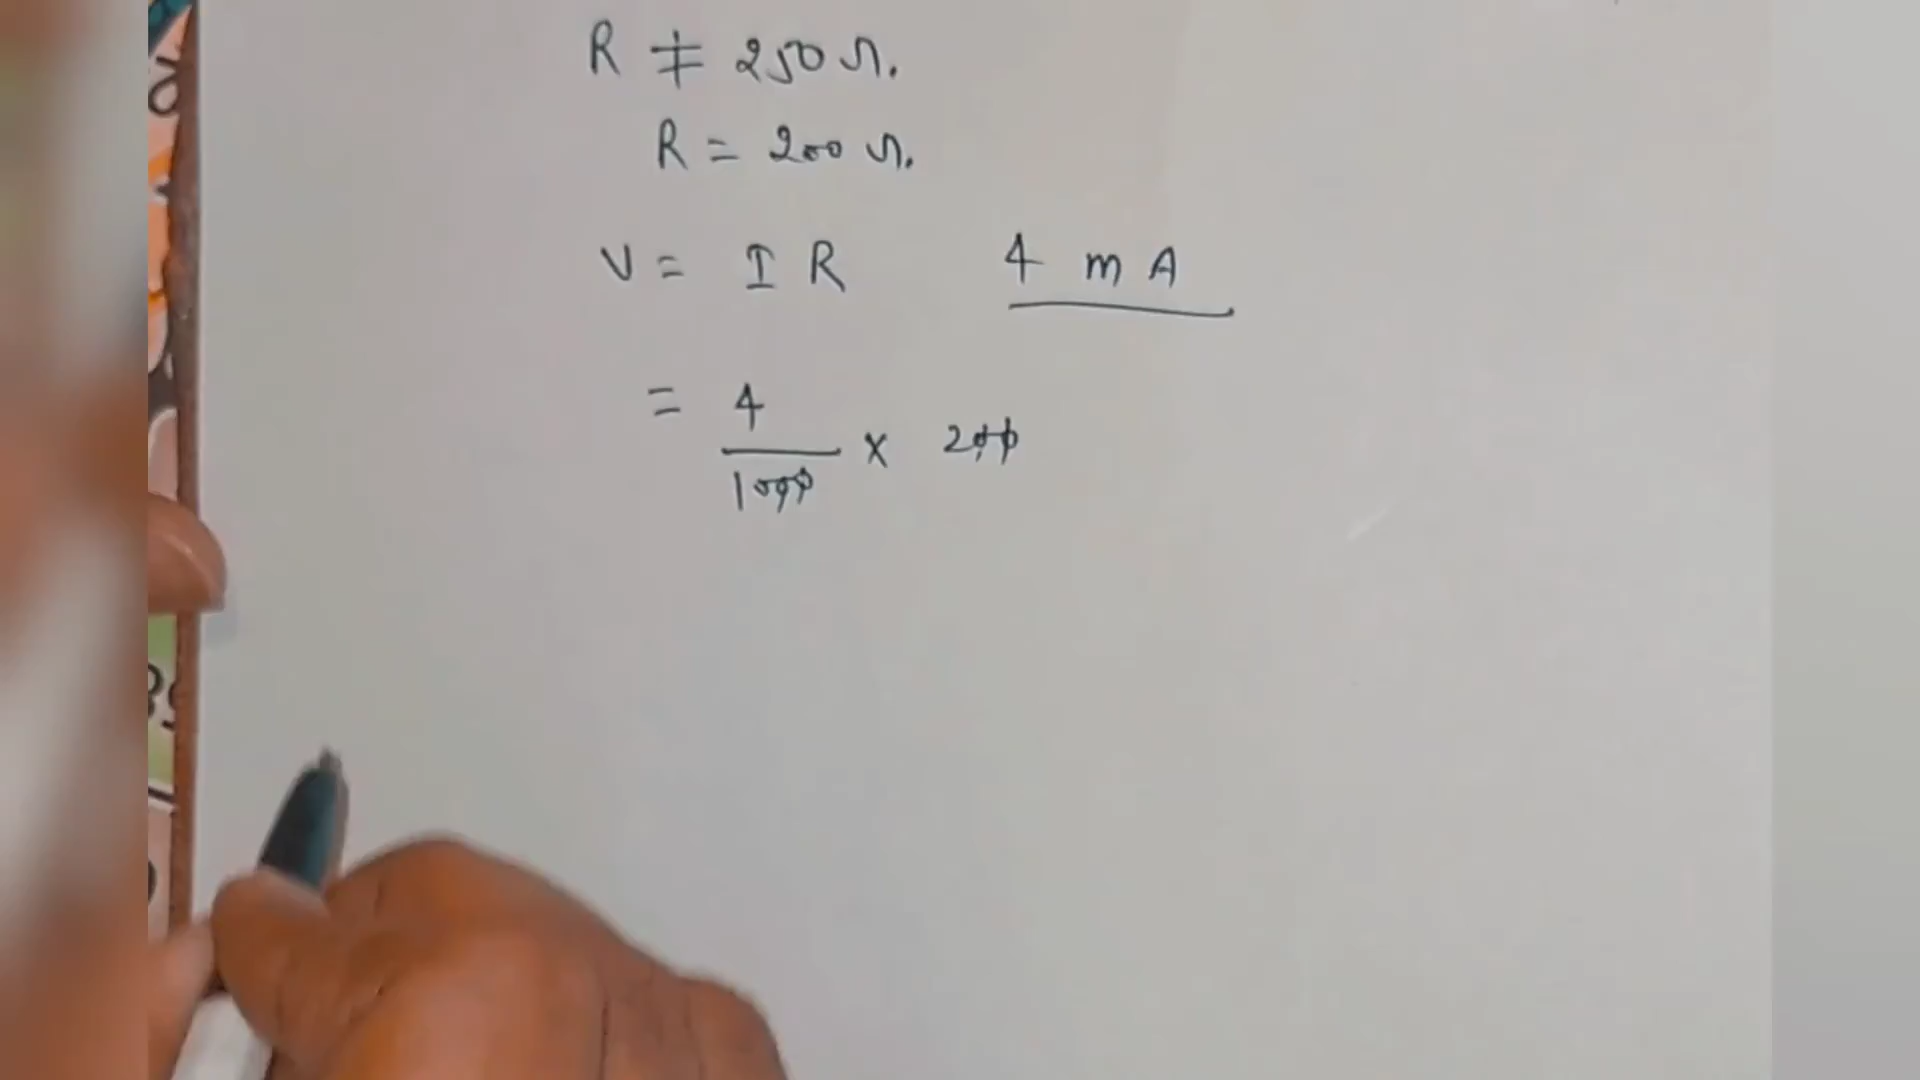 R ≠ 250 Ω.
R = 200 Ω.
V = I R 4 mA
= 4/1000 × 200